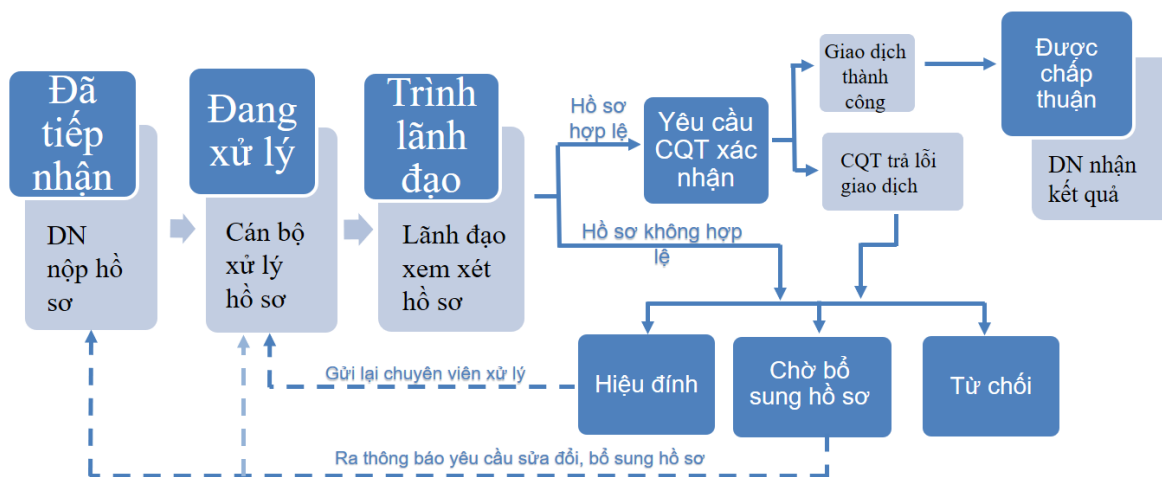 Đã
tiếp
nhận
DN
nộp hồ
sơ
Đang
xử lý
Cán bộ
xử lý
hồ sơ
Trình
lãnh
đạo
Lãnh đạo
xem xét
hồ sơ
Hồ sơ
hợp lệ
Hồ sơ không hợp
lệ
Yêu cầu
CQT xác
nhận
Giao dịch
thành
công
CQT trả lỗi
giao dịch
Được
chấp
thuận
DN nhận
kết quả
Gửi lại chuyên viên xử lý
Hiệu đính
Chờ bổ
sung hồ sơ
Từ chối
Ra thông báo yêu cầu sửa đổi, bổ sung hồ sơ